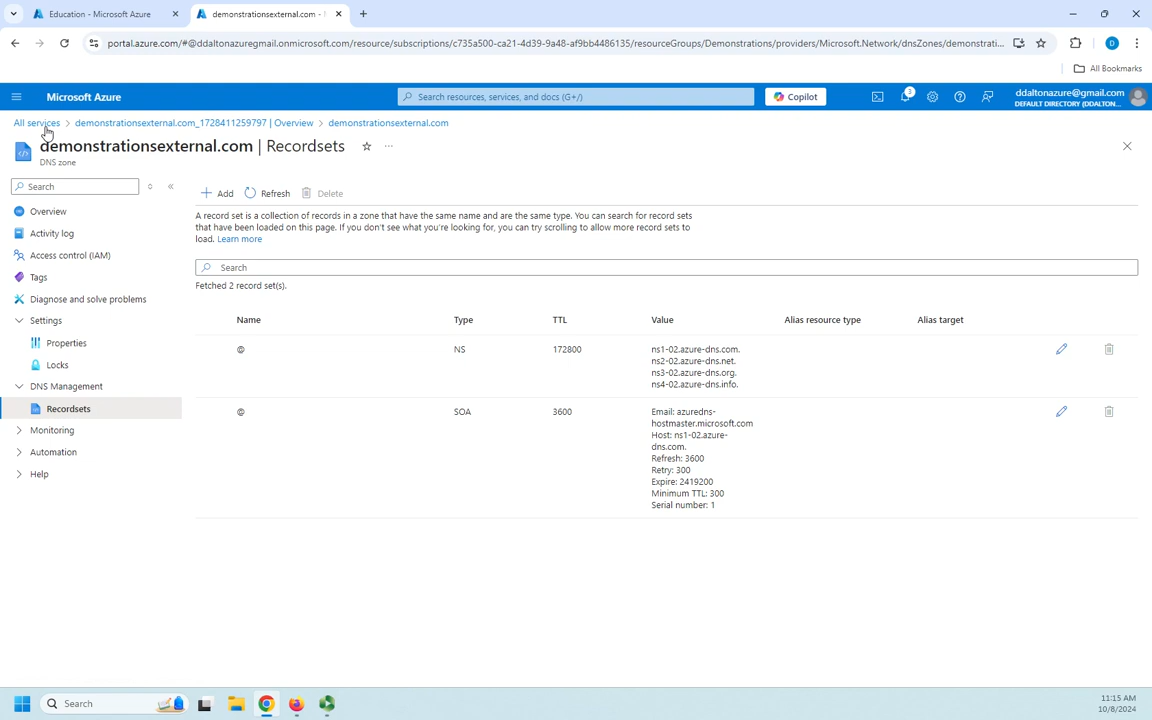 Education - Microsoft Azure
demonstrationsexternal.com -
portal.azure.com/#@ddaltonazuregmail.onmicrosoft.com/resource/subscriptions/c735a500-ca21-4d39-9a48-af9bb4486135/resourceGroups/Demonstrations/providers/Microsoft.Network/dnsZones/demonstrati...
D
All Bookmarks
Microsoft Azure
Search resources, services, and docs (G+/)
Copilot
3
ddaltonazure@gmail.com
DEFAULT DIRECTORY (DDALTON...
All services > demonstrationsexternal.com_1728411259797 | Overview > demonstrationsexternal.com
demonstrationsexternal.com | Recordsets
DNS zone
Search
Overview
Activity log
Access control (IAM)
Tags
Diagnose and solve problems
Settings
Properties
Locks
DNS Management
Recordsets
Monitoring
Automation
Help
Add Refresh Delete
A record set is a collection of records in a zone that have the same name and are the same type. You can search for record sets
that have been loaded on this page. If you don't see what you're looking for, you can try scrolling to allow more record sets to
load. Learn more
Search
Fetched 2 record set(s).
Name Type TTL Value Alias resource type Alias target
@ NS 172800 ns1-02.azure-dns.com.
ns2-02.azure-dns.net.
ns3-02.azure-dns.org.
ns4-02.azure-dns.info.
@ SOA 3600 Email: azuredns-
hostmaster.microsoft.com
Host: ns1-02.azure-
dns.com.
Refresh: 3600
Retry: 300
Expire: 2419200
Minimum TTL: 300
Serial number: 1
Search
11:15 AM
10/8/2024